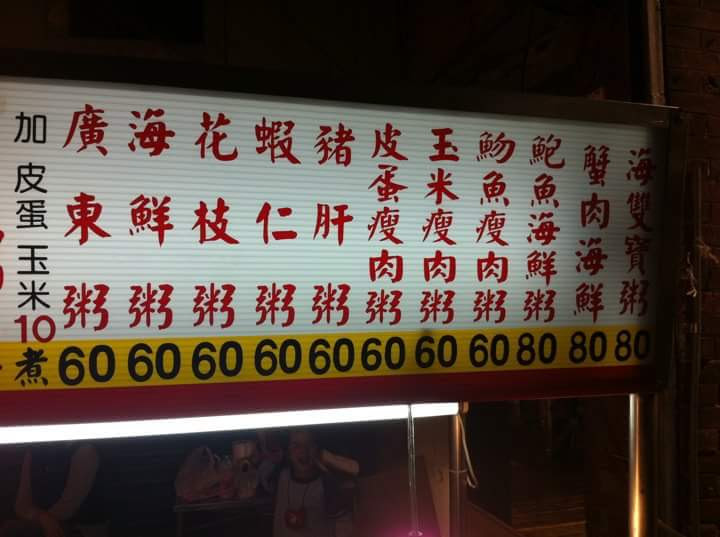 海雙寶粥 80
蟹肉海鮮 80
鮑魚海鮮粥 80
魩魚瘦肉粥 60
玉米瘦肉粥 60
皮蛋瘦肉粥 60
豬肝粥 60
蝦仁粥 60
花枝粥 60
海鮮粥 60
廣東粥 60
加皮蛋玉米10
煮